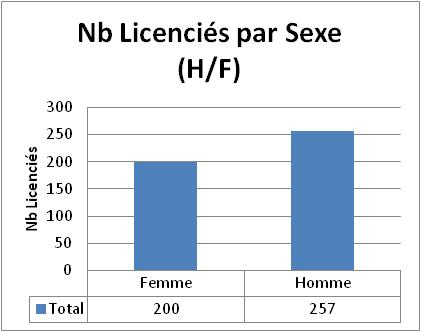 Nb Licenciés par Sexe
(H/F)
Nb Licenciés
300
250
200
150
100
50
0
Femme Homme
Total 200 257